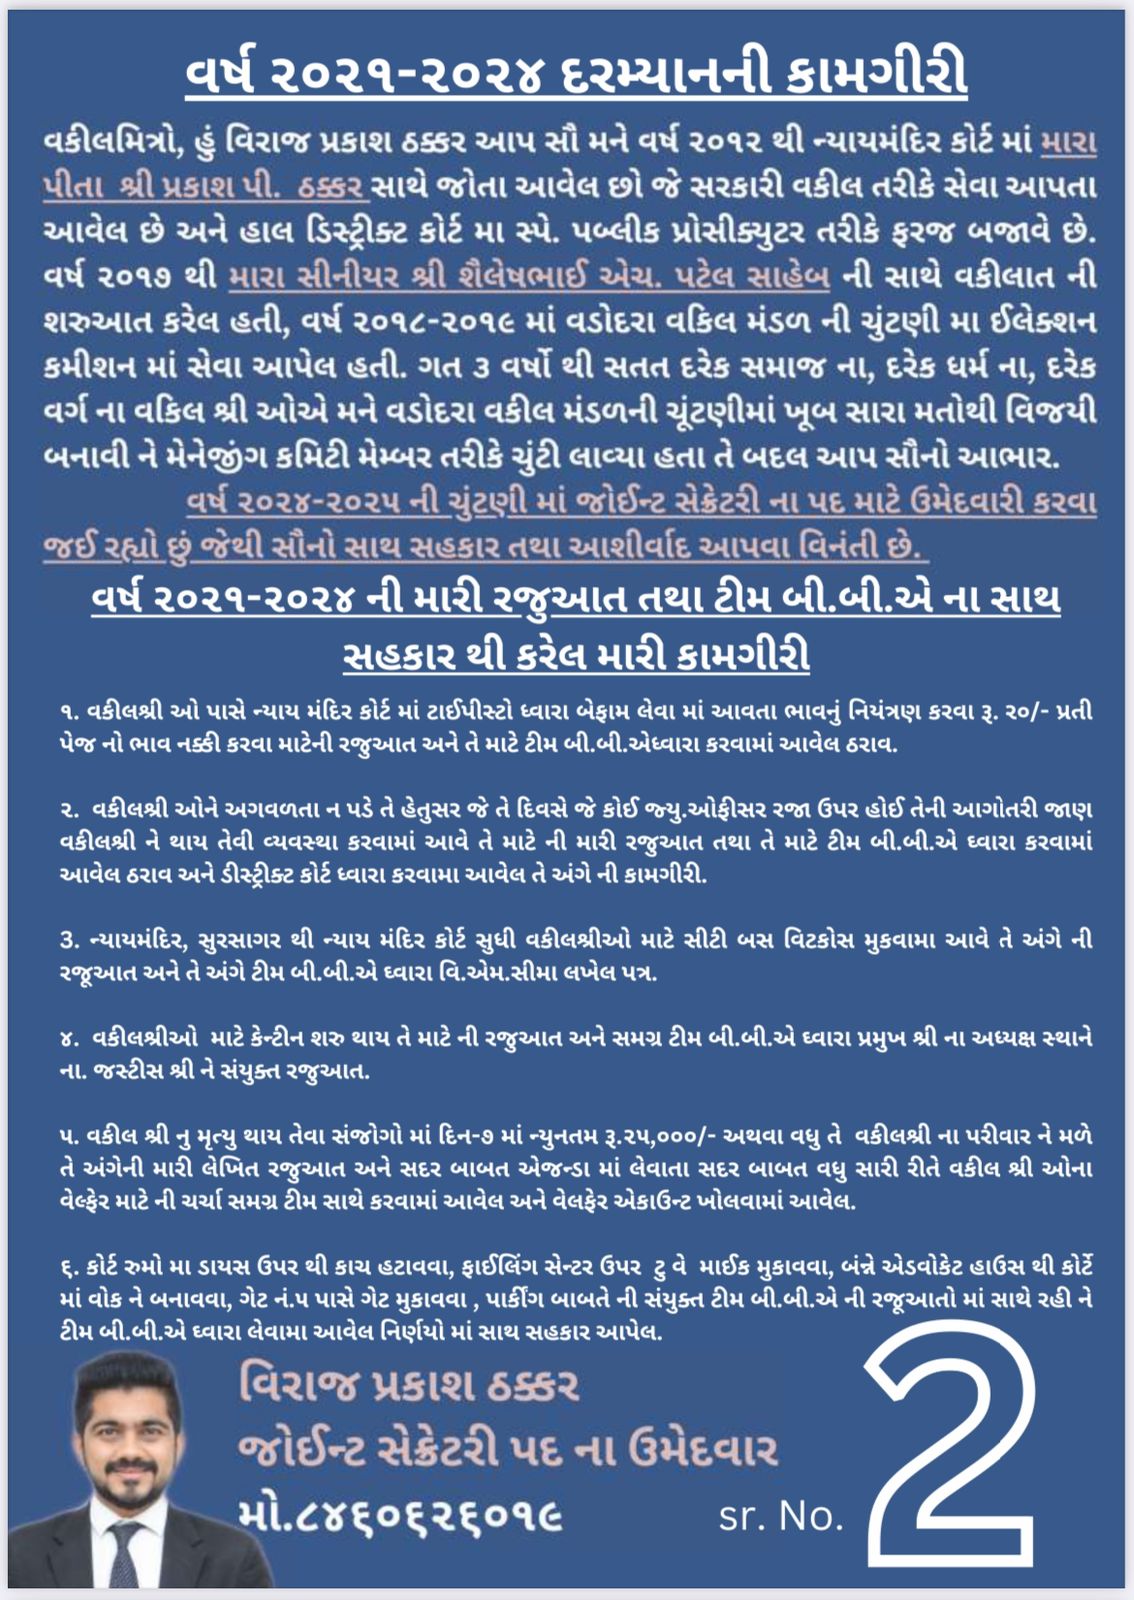 વર્ષ ૨૦૨૧-૨૦૨૪ દરમ્યાનની કામગીરી
વકીલમિત્રો, હું વિરાજ પ્રકાશ ઠક્કર આપ સૌ મને વર્ષ ૨૦૧૨ થી ન્યાયમંદિર કોર્ટ માં મારા
પીતા શ્રી પ્રકાશ પી. ઠક્કર સાથે જોતા આવેલ છો જે સરકારી વકીલ તરીકે સેવા આપતા
આવેલ છે અને હાલ ડિસ્ટ્રીક્ટ કોર્ટ મા સ્પે. પબ્લીક પ્રોસીક્યુટર તરીકે ફરજ બજાવે છે.
વર્ષ ૨૦૧૭ થી મારા સીનીયર શ્રી શૈલેષભાઈ એચ. પટેલ સાહેબ ની સાથે વકીલાત ની
શરુઆત કરેલ હતી, વર્ષ ૨૦૧૮-૨૦૧૯ માં વડોદરા વકિલ મંડળ ની ચુંટણી મા ઈલેક્શન
કમીશન માં સેવા આપેલ હતી. ગત ૩ વર્ષો થી સતત દરેક સમાજ ના, દરેક ધર્મ ના, દરેક
વર્ગ ના વકિલ શ્રી ઓએ મને વડોદરા વકીલ મંડળની ચૂંટણીમાં ખૂબ સારા મતોથી વિજયી
બનાવી ને મેનેજીંગ કમિટી મેમ્બર તરીકે ચુંટી લાવ્યા હતા તે બદલ આપ સૌનો આભાર.
વર્ષ ૨૦૨૪-૨૦૨૫ ની ચુંટણી માં જોઈન્ટ સેક્રેટરી ના પદ માટે ઉમેદવારી કરવા
જઈ રહ્યો છું જેથી સૌનો સાથ સહકાર તથા આશીર્વાદ આપવા વિનંતી છે.
વર્ષ ૨૦૨૧-૨૦૨૪ ની મારી રજુઆત તથા ટીમ બી.બી.એ ના સાથ
સહકાર થી કરેલ મારી કામગીરી
૧. વકીલશ્રી ઓ પાસે ન્યાય મંદિર કોર્ટ માં ટાઈપીસ્ટો ધ્વારા બેફામ લેવા માં આવતા ભાવનું નિયંત્રણ કરવા રૂ. ૨૦/- પ્રતી
પેજ નો ભાવ નક્કી કરવા માટેની રજુઆત અને તે માટે ટીમ બી.બી.એધ્વારા કરવામાં આવેલ ઠરાવ.
૨. વકીલશ્રી ઓને અગવળતા ન પડે તે હેતુસર જે તે દિવસે જે કોઈ જ્યુ.ઓફીસર રજા ઉપર હોઈ તેની આગોતરી જાણ
વકીલશ્રી ને થાય તેવી વ્યવસ્થા કરવામાં આવે તે માટે ની મારી રજુઆત તથા તે માટે ટીમ બી.બી.એ ધ્વારા કરવામાં
આવેલ ઠરાવ અને ડીસ્ટ્રીક્ટ કોર્ટ ધ્વારા કરવામા આવેલ તે અંગે ની કામગીરી.
૩. ન્યાયમંદિર, સુરસાગર થી ન્યાય મંદિર કોર્ટ સુધી વકીલશ્રીઓ માટે સીટી બસ વિટકોસ મુકવામા આવે તે અંગે ની
રજૂઆત અને તે અંગે ટીમ બી.બી.એ ધ્વારા વિ.એમ.સીમા લખેલ પત્ર.
૪. વકીલશ્રીઓ માટે કેન્ટીન શરુ થાય તે માટે ની રજુઆત અને સમગ્ર ટીમ બી.બી.એ ધ્વારા પ્રમુખ શ્રી ના અધ્યક્ષ સ્થાને
ના. જસ્ટીસ શ્રી ને સંયુક્ત રજુઆત.
૫. વકીલ શ્રી નુ મૃત્યુ થાય તેવા સંજોગો માં દિન-૭ માં ન્યુનતમ રૂ.૨૫,૦૦૦/- અથવા વધુ તે વકીલશ્રી ના પરીવાર ને મળે
તે અંગેની મારી લેખિત રજુઆત અને સદર બાબત એજન્ડા માં લેવાતા સદર બાબત વધુ સારી રીતે વકીલ શ્રી ઓના
વેલ્ફેર માટે ની ચર્ચા સમગ્ર ટીમ સાથે કરવામાં આવેલ અને વેલફેર એકાઉન્ટ ખોલવામાં આવેલ.
૬. કોર્ટ રુમો મા ડાયસ ઉપર થી કાચ હટાવવા, ફાઈલિંગ સેન્ટર ઉપર ટુ વે માઈક મુકાવવા, બંન્ને એડવોકેટ હાઉસ થી કોર્ટે
માં વોક ને બનાવવા, ગેટ નં.૫ પાસે ગેટ મુકાવવા , પાર્કીંગ બાબતે ની સંયુક્ત ટીમ બી.બી.એ ની રજૂઆતો માં સાથે રહી ને
ટીમ બી.બી.એ ધ્વારા લેવામા આવેલ નિર્ણયો માં સાથ સહકાર આપેલ.
વિરાજ પ્રકાશ ઠક્કર
જોઈન્ટ સેક્રેટરી પદ ના ઉમેદવાર
મો.૮૪૬૦૬૨૬૦૧૯
sr. No. 2